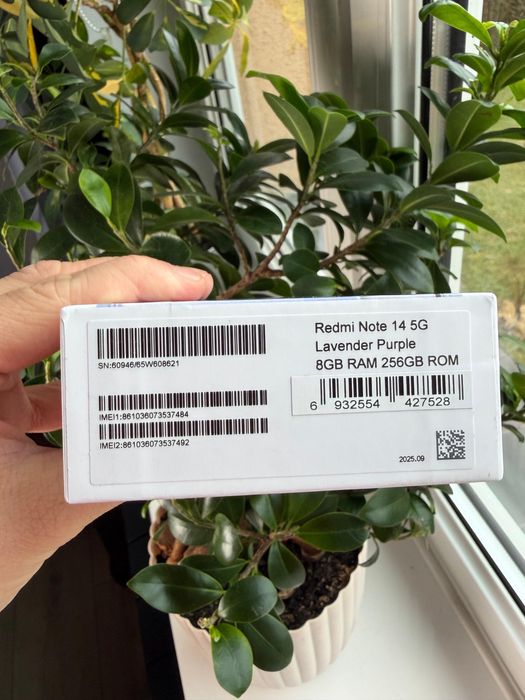 SN:60946/65W608621
IMEI1:861036073537484
IMEI2:861036073537492
Redmi Note 14 5G
Lavender Purple
8GB RAM 256GB ROM
6 932554 427528
2025.09